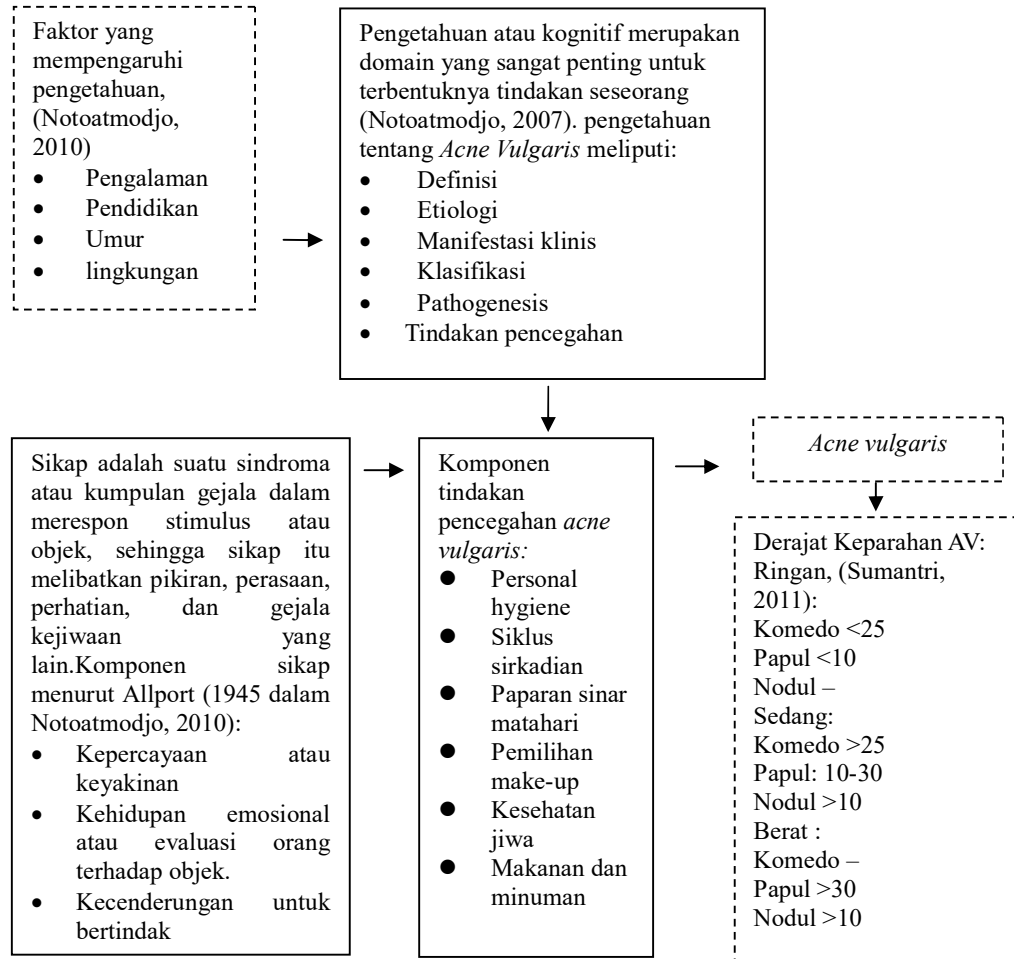 Faktor yang
mempengaruhi
pengetahuan,
(Notoatmodjo,
2010)
• Pengalaman
• Pendidikan
• Umur
• lingkungan
Pengetahuan atau kognitif merupakan
domain yang sangat penting untuk
terbentuknya tindakan seseorang
(Notoatmodjo, 2007). pengetahuan
tentang Acne Vulgaris meliputi:
• Definisi
• Etiologi
• Manifestasi klinis
• Klasifikasi
• Pathogenesis
• Tindakan pencegahan
Sikap adalah suatu sindroma
atau kumpulan gejala dalam
merespon stimulus atau
objek, sehingga sikap itu
melibatkan pikiran, perasaan,
perhatian, dan gejala
kejiwaan yang
lain.Komponen sikap
menurut Allport (1945 dalam
Notoatmodjo, 2010):
• Kepercayaan atau
keyakinan
• Kehidupan emosional
atau evaluasi orang
terhadap objek.
• Kecenderungan untuk
bertindak
Komponen
tindakan
pencegahan acne
vulgaris:
● Personal
hygiene
● Siklus
sirkadian
● Paparan sinar
matahari
● Pemilihan
make-up
● Kesehatan
jiwa
● Makanan dan
minuman
Acne vulgaris
Derajat Keparahan AV:
Ringan, (Sumantri,
2011):
Komedo <25
Papul <10
Nodul –
Sedang:
Komedo >25
Papul: 10-30
Nodul >10
Berat :
Komedo –
Papul >30
Nodul >10